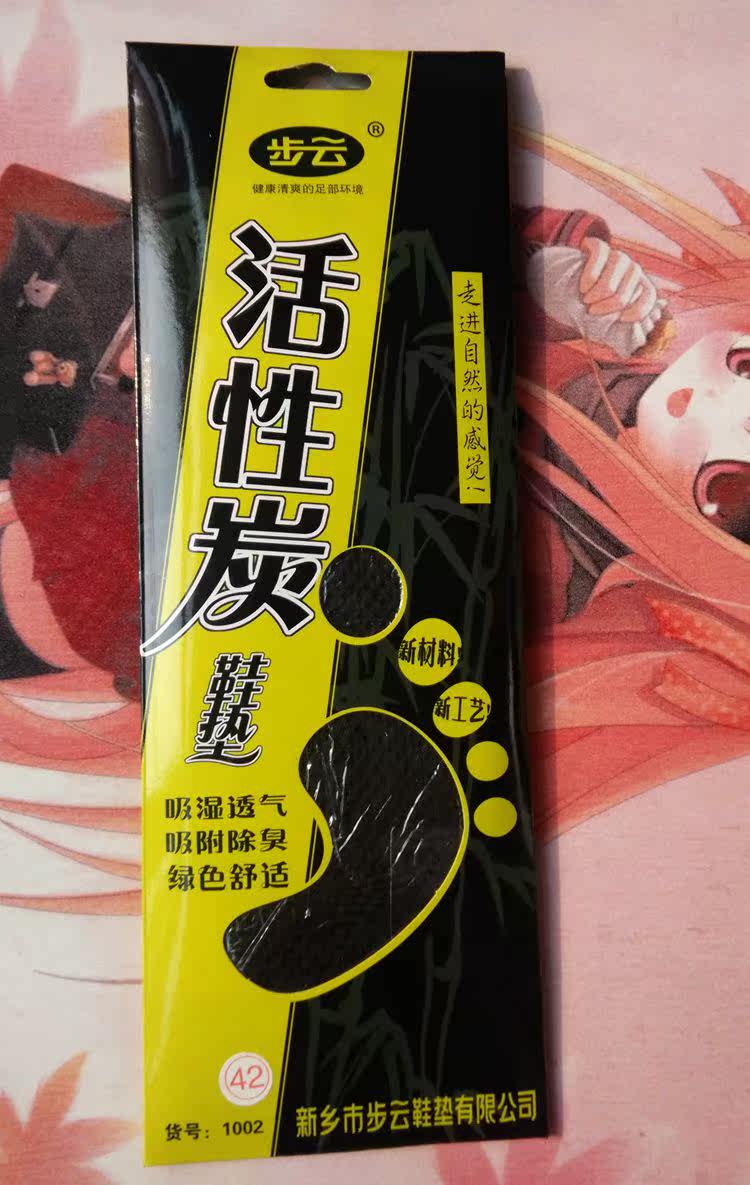 步云®
健康清爽的足部环境
活性炭
鞋垫
走进自然的感觉!
新材料!
新工艺!
吸湿透气
吸附除臭
绿色舒适
42
货号：1002
新乡市步云鞋垫有限公司